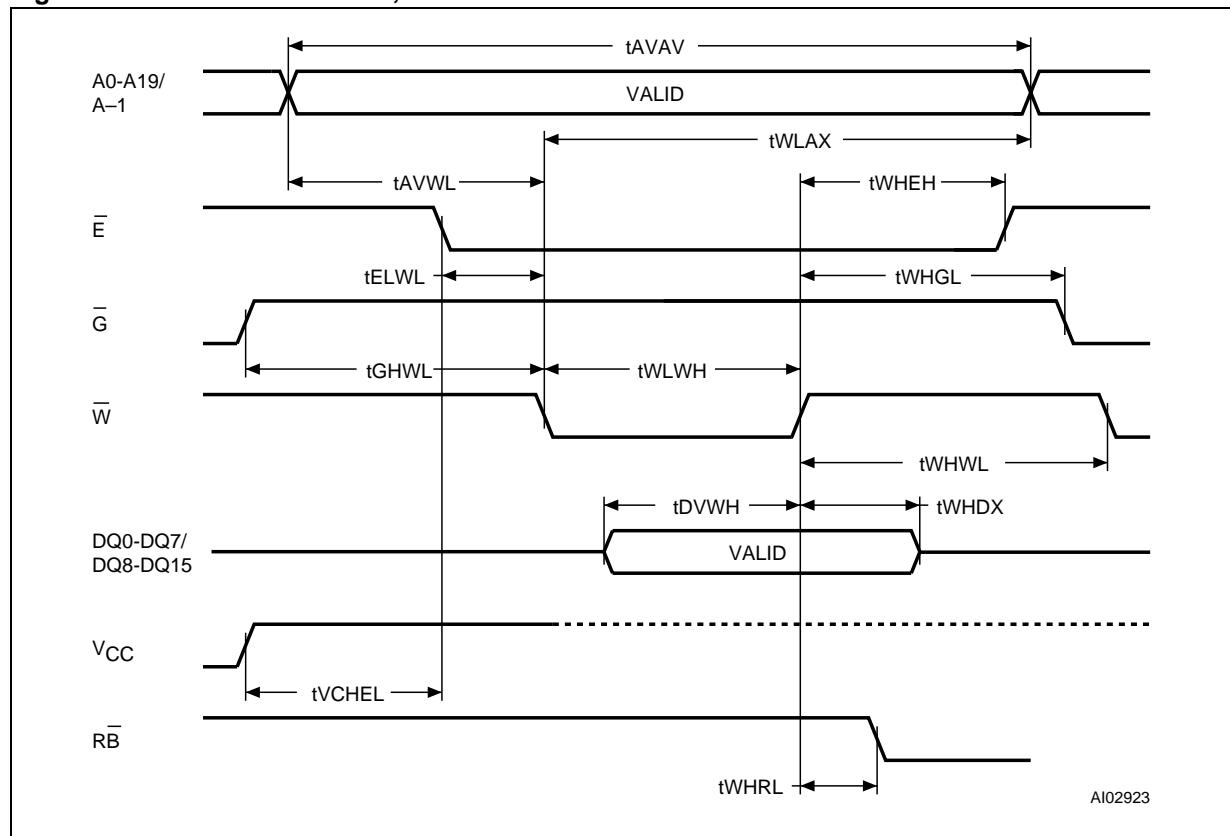 tAVAV
A0-A19/
A–1
VALID
tWLAX
tAVWL
tWHEH
E̅
tELWL
tWHGL
G̅
tGHWL
tWLWH
W̅
tWHWL
tDVWH
tWHDX
DQ0-DQ7/
DQ8-DQ15
VALID
VCC
tVCHEL
RB̅
tWHRL
AI02923